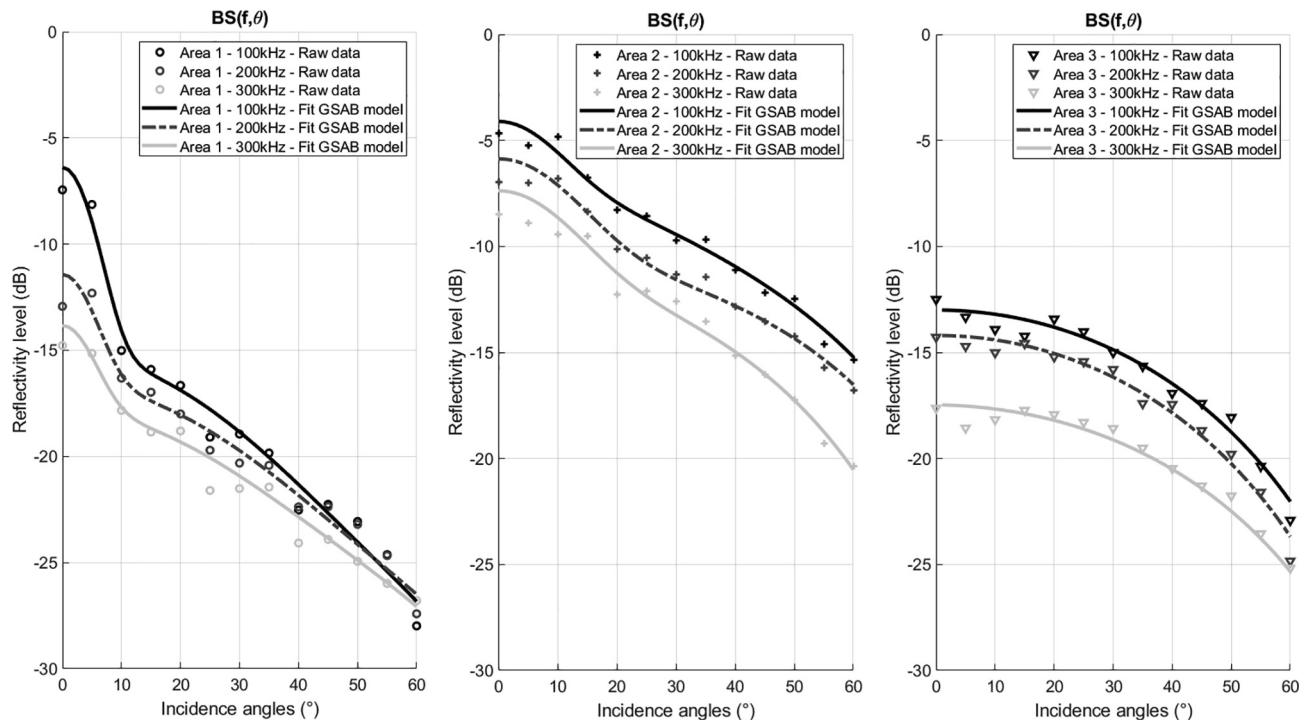 BS(f,θ)
0
-5
-10
-15
-20
-25
-30
Reflectivity level (dB)
Area 1 - 100kHz - Raw data
Area 1 - 200kHz - Raw data
Area 1 - 300kHz - Raw data
Area 1 - 100kHz - Fit GSAB model
Area 1 - 200kHz - Fit GSAB model
Area 1 - 300kHz - Fit GSAB model
0 10 20 30 40 50 60
Incidence angles (°)
BS(f,θ)
0
-5
-10
-15
-20
-25
-30
Reflectivity level (dB)
Area 2 - 100kHz - Raw data
Area 2 - 200kHz - Raw data
Area 2 - 300kHz - Raw data
Area 2 - 100kHz - Fit GSAB model
Area 2 - 200kHz - Fit GSAB model
Area 2 - 300kHz - Fit GSAB model
0 10 20 30 40 50 60
Incidence angles (°)
BS(f,θ)
0
-5
-10
-15
-20
-25
-30
Reflectivity level (dB)
Area 3 - 100kHz - Raw data
Area 3 - 200kHz - Raw data
Area 3 - 300kHz - Raw data
Area 3 - 100kHz - Fit GSAB model
Area 3 - 200kHz - Fit GSAB model
Area 3 - 300kHz - Fit GSAB model
0 10 20 30 40 50 60
Incidence angles (°)